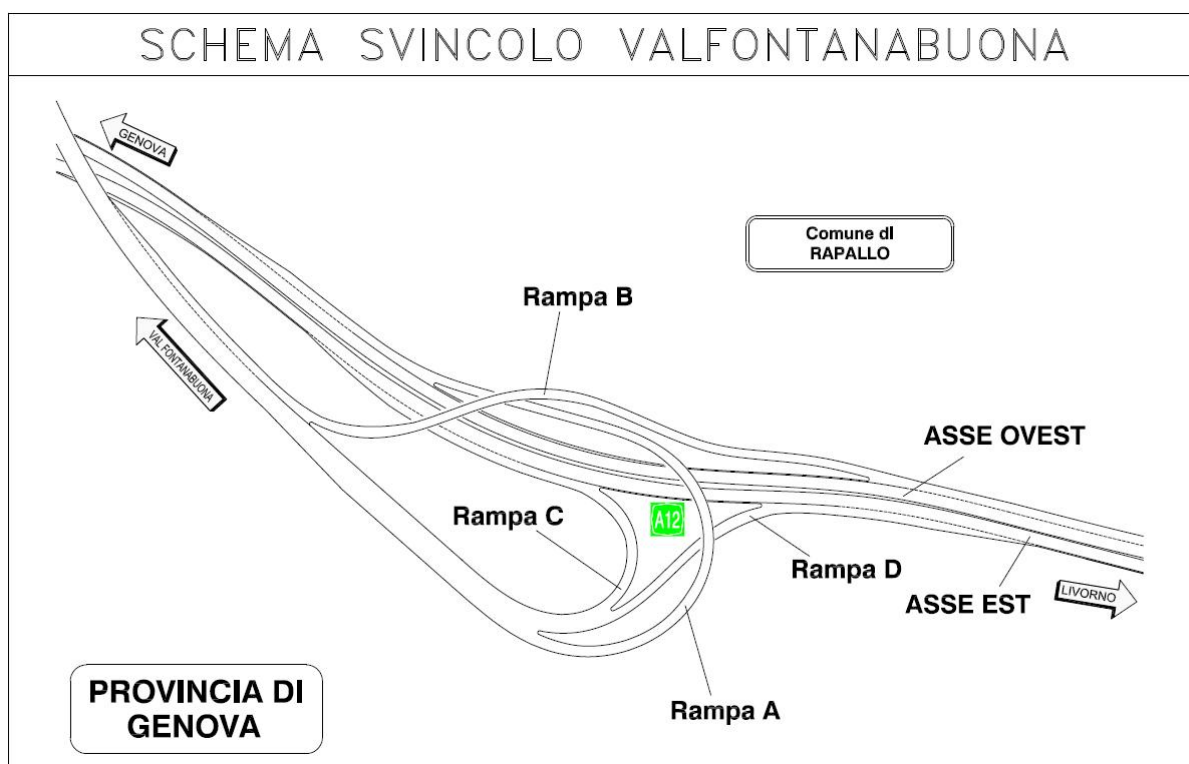 SCHEMA SVINCOLO VALFONTANABUONA
GENOVA
Comune di
RAPALLO
Rampa B
VAL FONTANABUONA
ASSE OVEST
Rampa C
A12
Rampa D
ASSE EST
LIVORNO
PROVINCIA DI
GENOVA
Rampa A